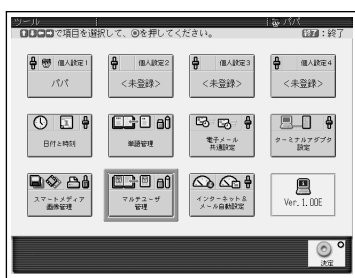 ツール パパ
で項目を選択して、を押してください。 終了:終了
個人設定1 個人設定2 個人設定3 個人設定4
パパ <未登録> <未登録> <未登録>
日付と時刻 単語管理 電子メール ターミナルアダプタ
共通設定 設定
スマートメディア マルチユーザ インターネット& Ver.1.00E
画像管理 管理 メール自動設定
決定